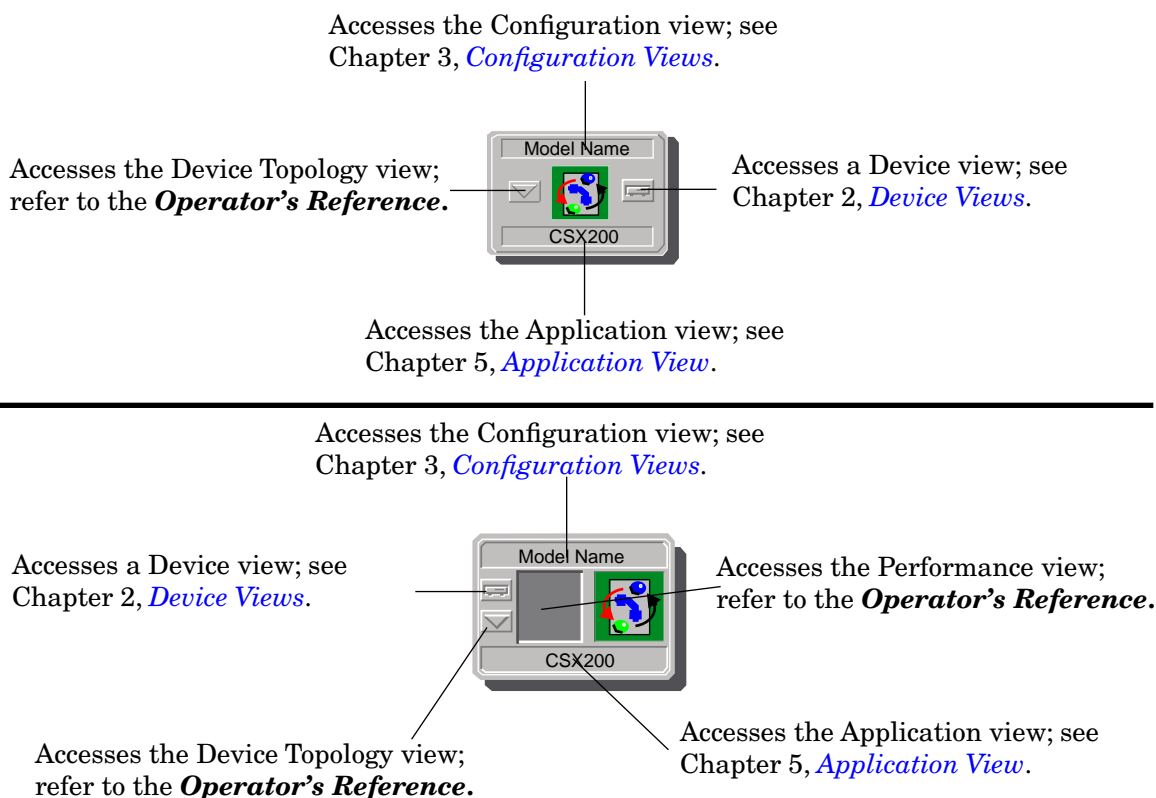 Accesses the Configuration view; see
Chapter 3, Configuration Views.
Model Name
Accesses the Device Topology view;
refer to the Operator's Reference.
Accesses a Device view; see
Chapter 2, Device Views.
CSX200
Accesses the Application view; see
Chapter 5, Application View.
Accesses the Configuration view; see
Chapter 3, Configuration Views.
Model Name
Accesses a Device view; see
Chapter 2, Device Views.
Accesses the Performance view;
refer to the Operator's Reference.
CSX200
Accesses the Application view; see
Chapter 5, Application View.
Accesses the Device Topology view;
refer to the Operator's Reference.